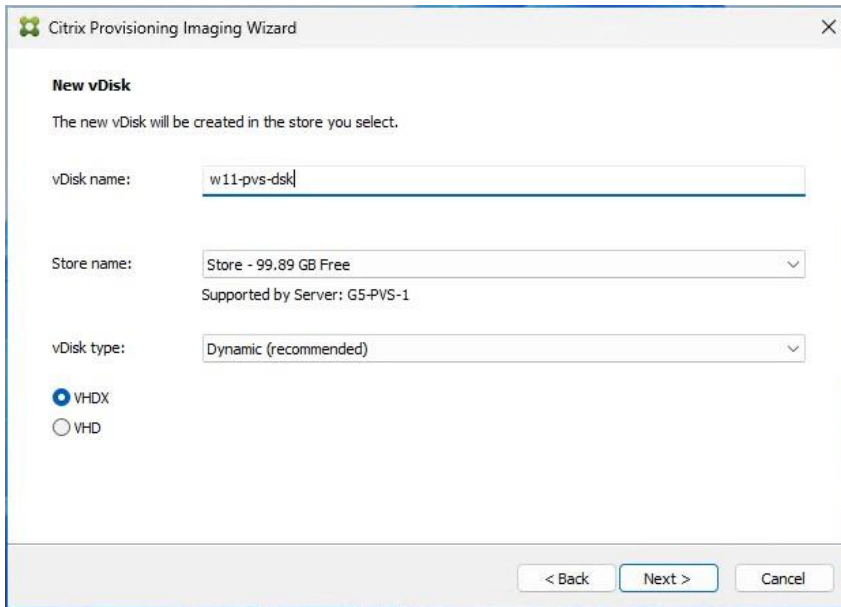 Citrix Provisioning Imaging Wizard
New vDisk
The new vDisk will be created in the store you select.
vDisk name: w11-pvs-dsk
Store name: Store - 99.89 GB Free
Supported by Server: G5-PVS-1
vDisk type: Dynamic (recommended)
VHDX
VHD
< Back Next > Cancel